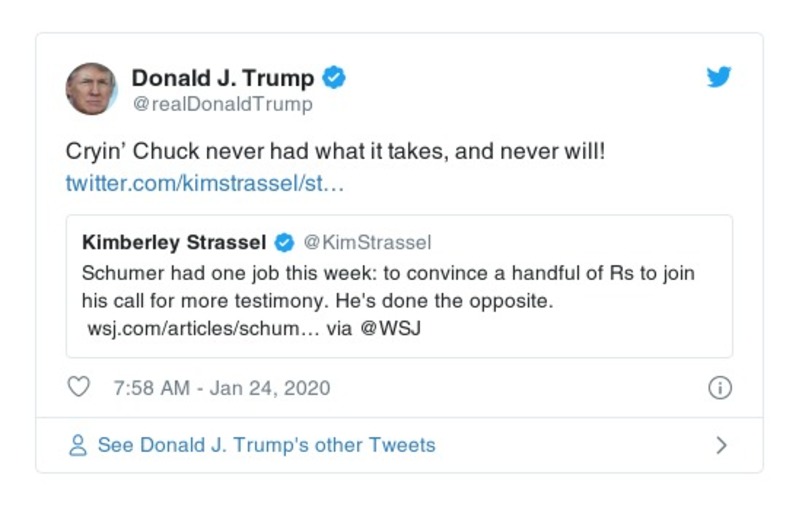 Donald J. Trump
@realDonaldTrump
Cryin’ Chuck never had what it takes, and never will!
twitter.com/kimstrassel/st…
Kimberley Strassel @KimStrassel
Schumer had one job this week: to convince a handful of Rs to join
his call for more testimony. He's done the opposite.
wsj.com/articles/schum… via @WSJ
7:58 AM - Jan 24, 2020
See Donald J. Trump's other Tweets